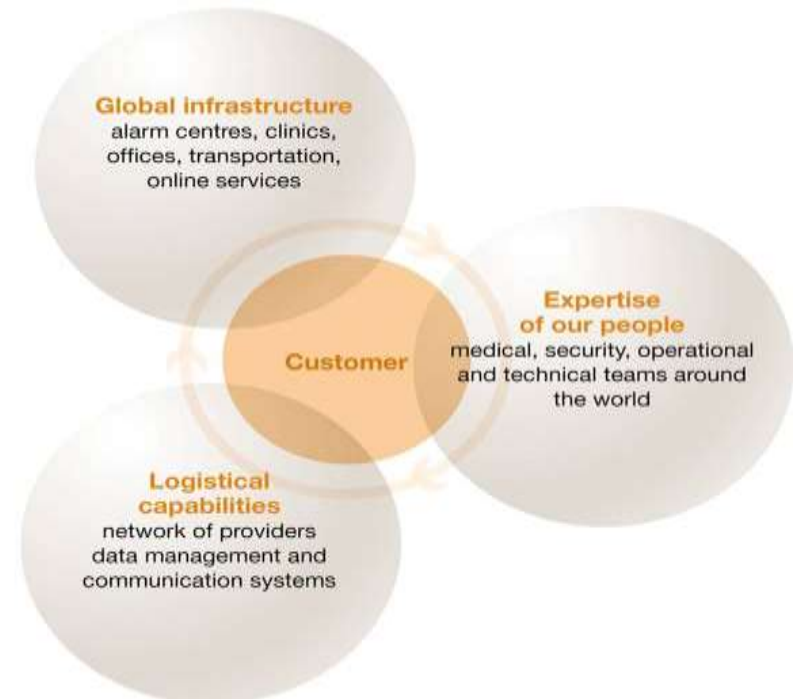 Global infrastructure
alarm centres, clinics,
offices, transportation,
online services
Customer
Expertise
of our people
medical, security, operational
and technical teams around
the world
Logistical
capabilities
network of providers
data management and
communication systems